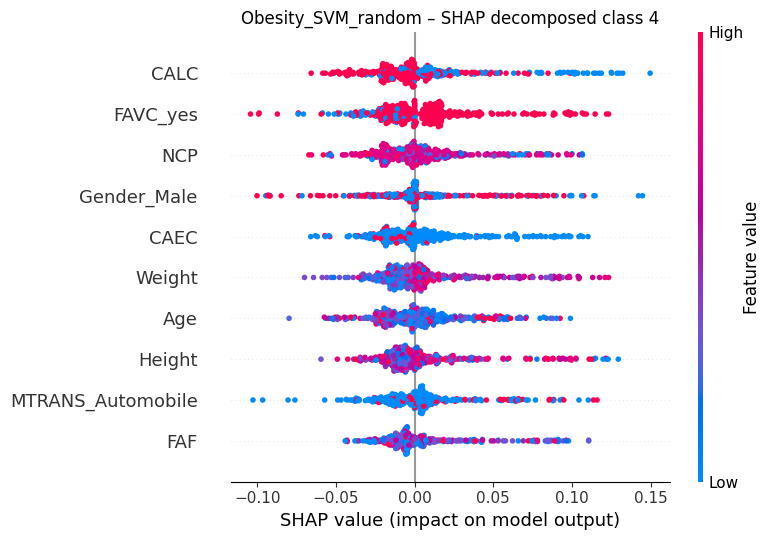 Obesity_SVM_random – SHAP decomposed class 4
High
CALC
FAVC_yes
NCP
Gender_Male
CAEC
Weight
Age
Height
MTRANS_Automobile
FAF
Feature value
Low
−0.10 −0.05 0.00 0.05 0.10 0.15
SHAP value (impact on model output)